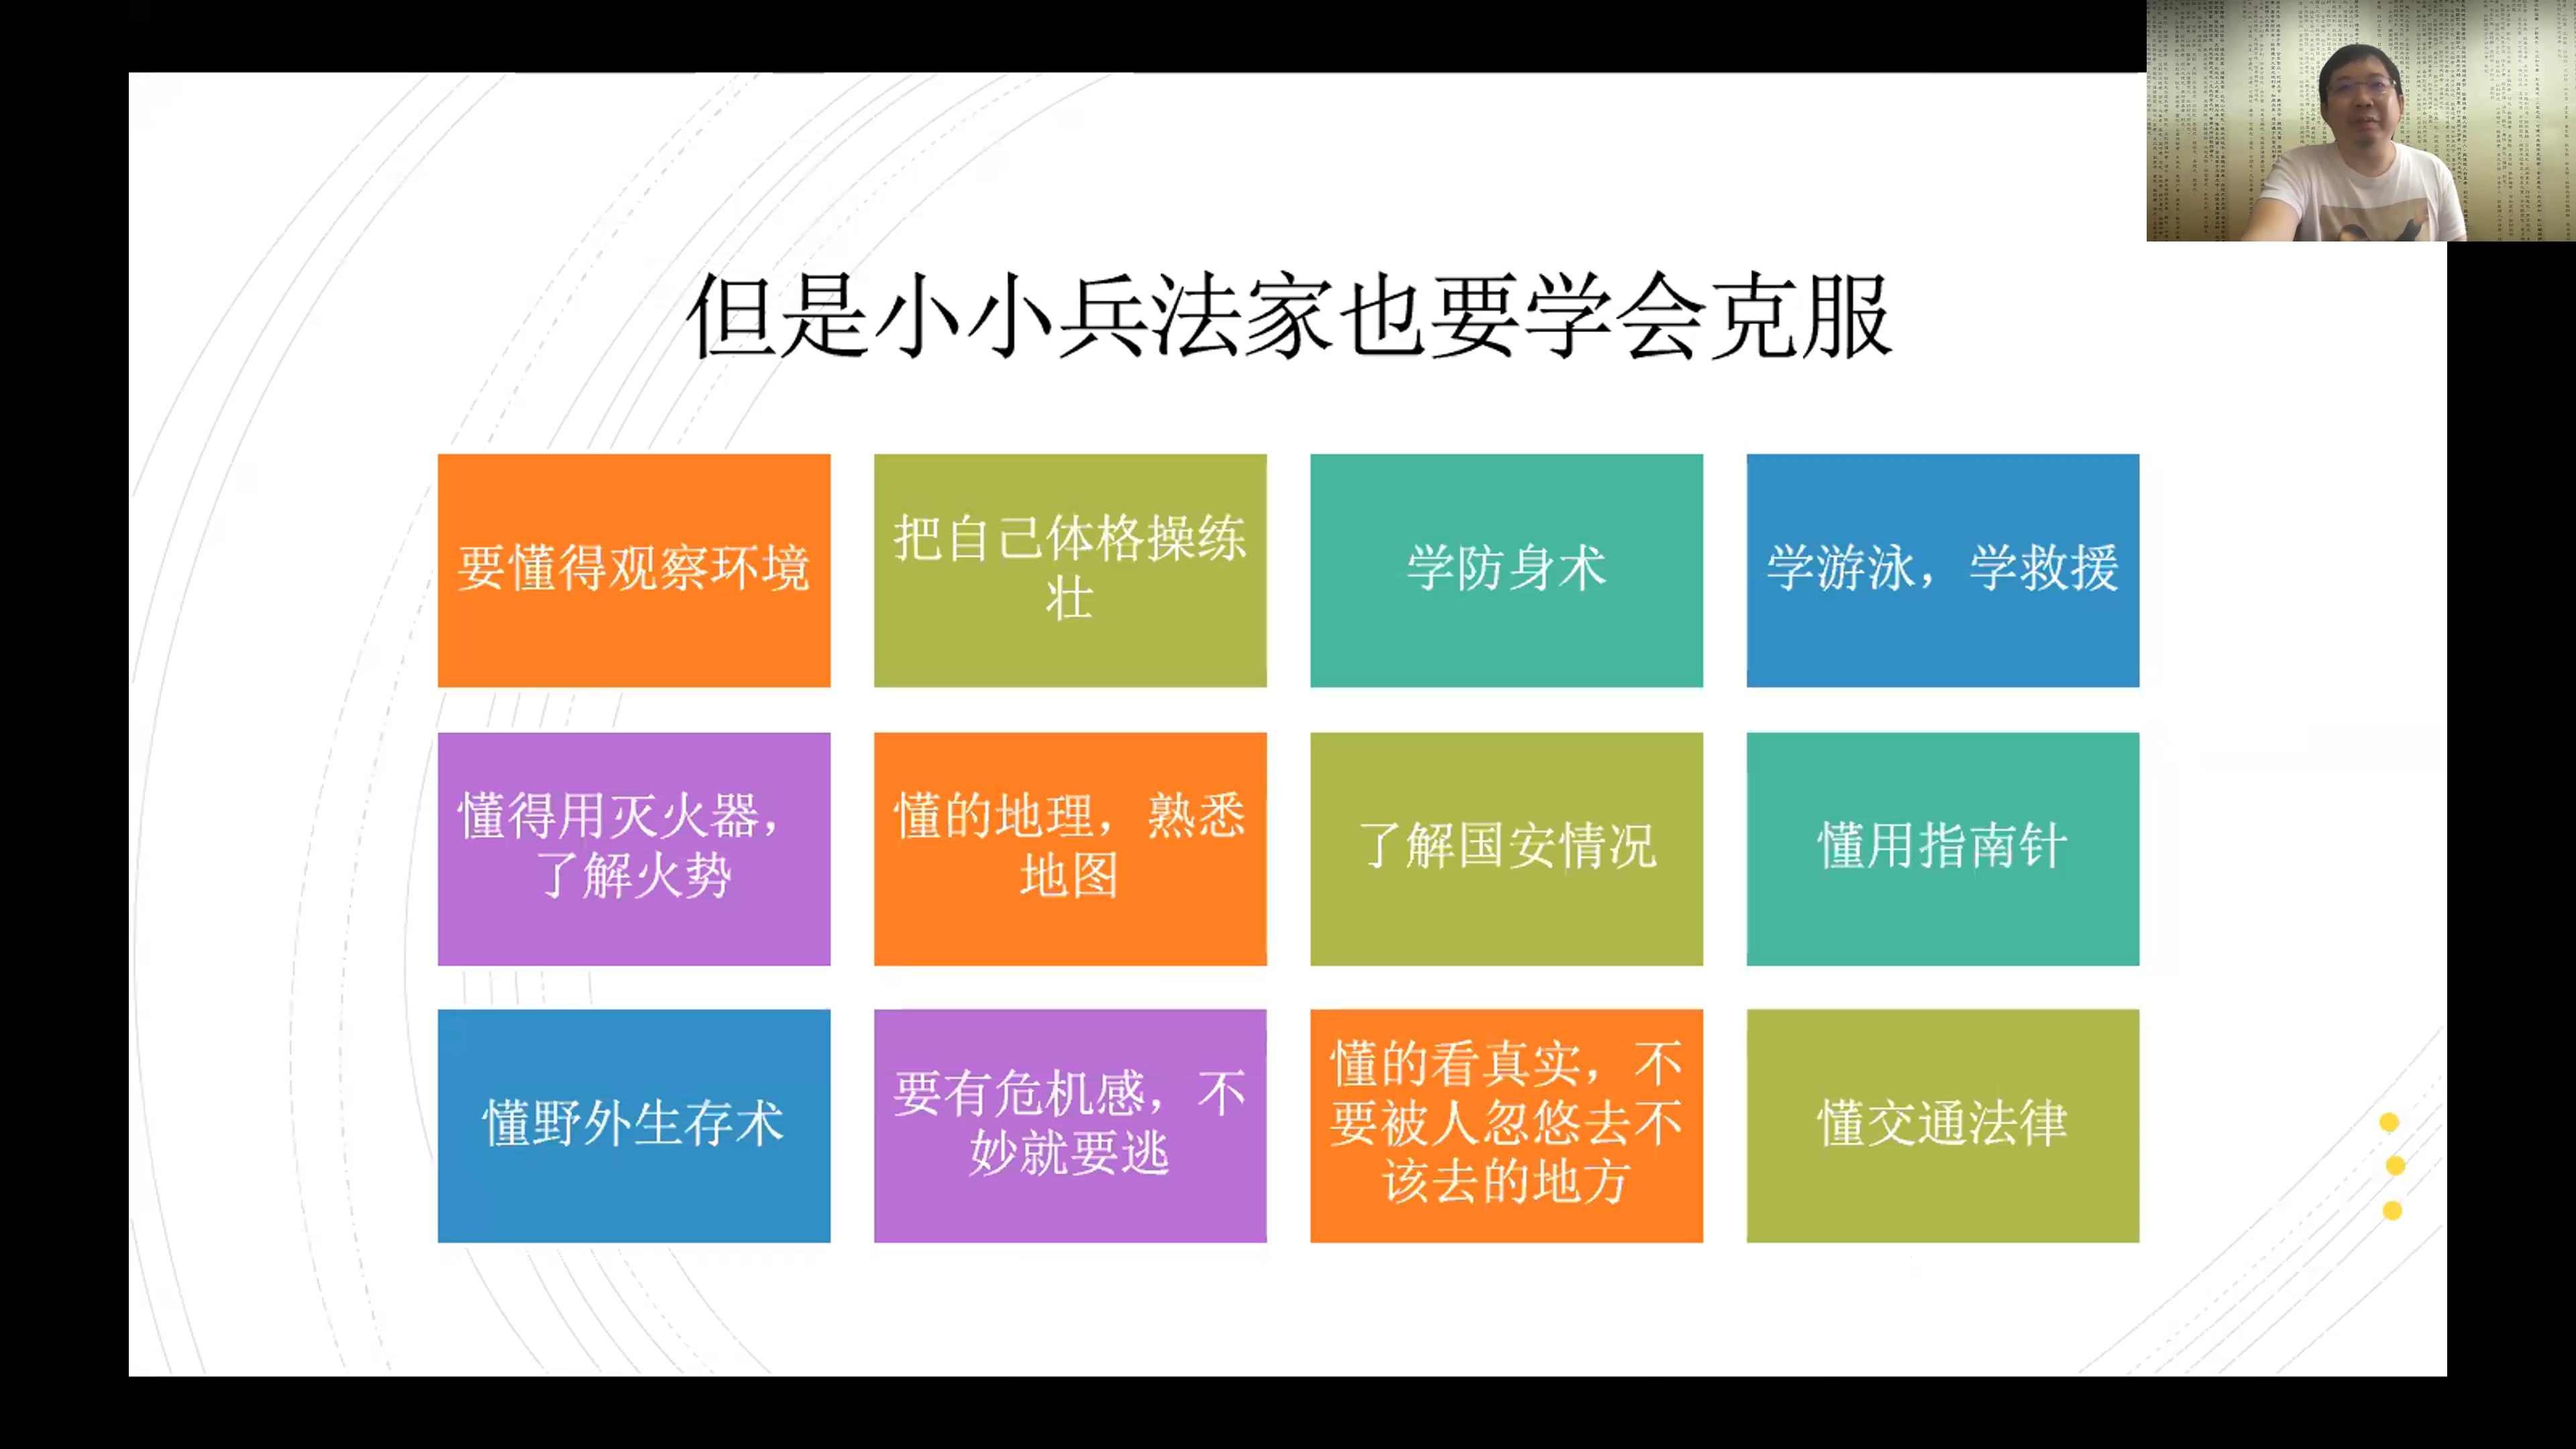 但是小小兵法家也要学会克服
要懂得观察环境
把自己体格操练
壮
学防身术
学游泳，学救援
懂得用灭火器，
了解火势
懂的地理，熟悉
地图
了解国安情况
懂用指南针
懂野外生存术
要有危机感，不
妙就要逃
懂的看真实，不
要被人忽悠去不
该去的地方
懂交通法律